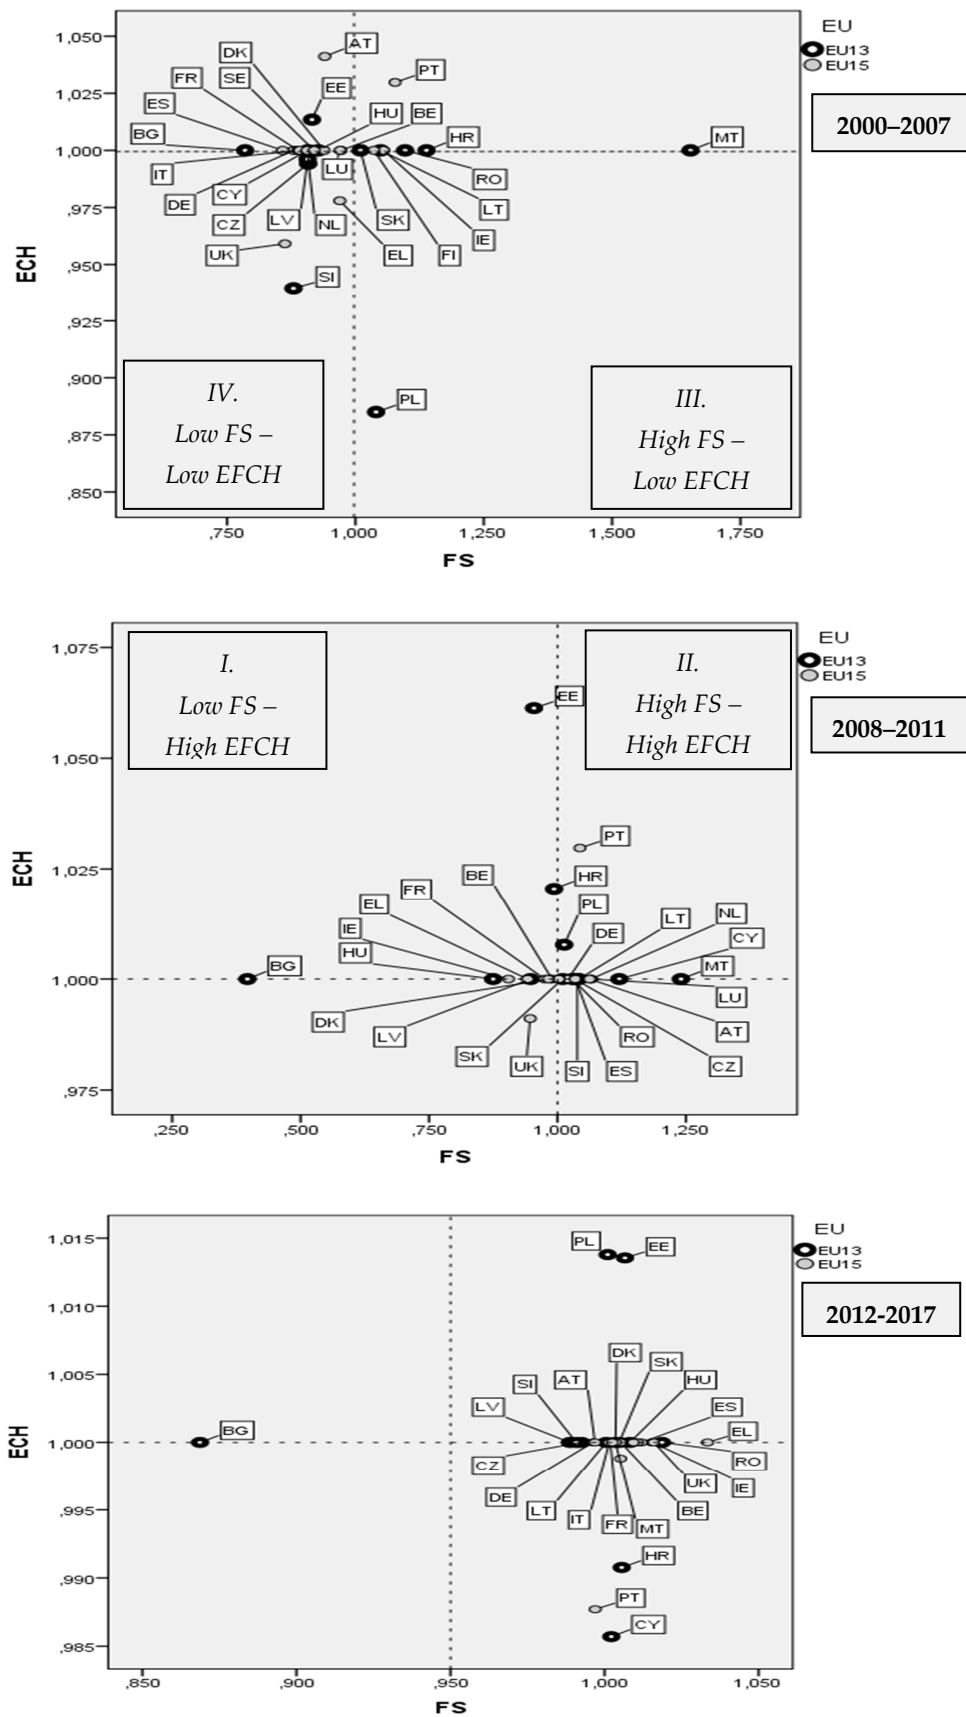 EU
EU13
EU15
2000–2007
1,050
1,025
1,000
,975
,950
,925
,900
,875
,850
ECH
DK
AT
FR
SE
PT
EE
ES
HU
BE
BG
HR
MT
IT
LU
RO
DE
CY
LT
CZ
LV
NL
SK
IE
UK
EL
FI
SI
PL
IV.
Low FS –
Low EFCH
III.
High FS –
Low EFCH
,750
1,000
1,250
1,500
1,750
FS
EU
EU13
EU15
2008–2011
1,075
1,050
1,025
1,000
,975
ECH
I.
Low FS –
High EFCH
II.
High FS –
High EFCH
EE
PT
BE
HR
FR
EL
PL
LT
NL
IE
DE
CY
HU
BG
MT
LU
DK
LV
AT
RO
SK
UK
SI
ES
CZ
,250
,500
,750
1,000
1,250
FS
EU
EU13
EU15
2012-2017
1,015
1,010
1,005
1,000
,995
,990
,985
ECH
PL
EE
DK
SK
SI
AT
HU
LV
ES
BG
EL
CZ
RO
DE
UK
IE
LT
IT
FR
MT
BE
HR
PT
CY
,850
,900
,950
1,000
1,050
FS